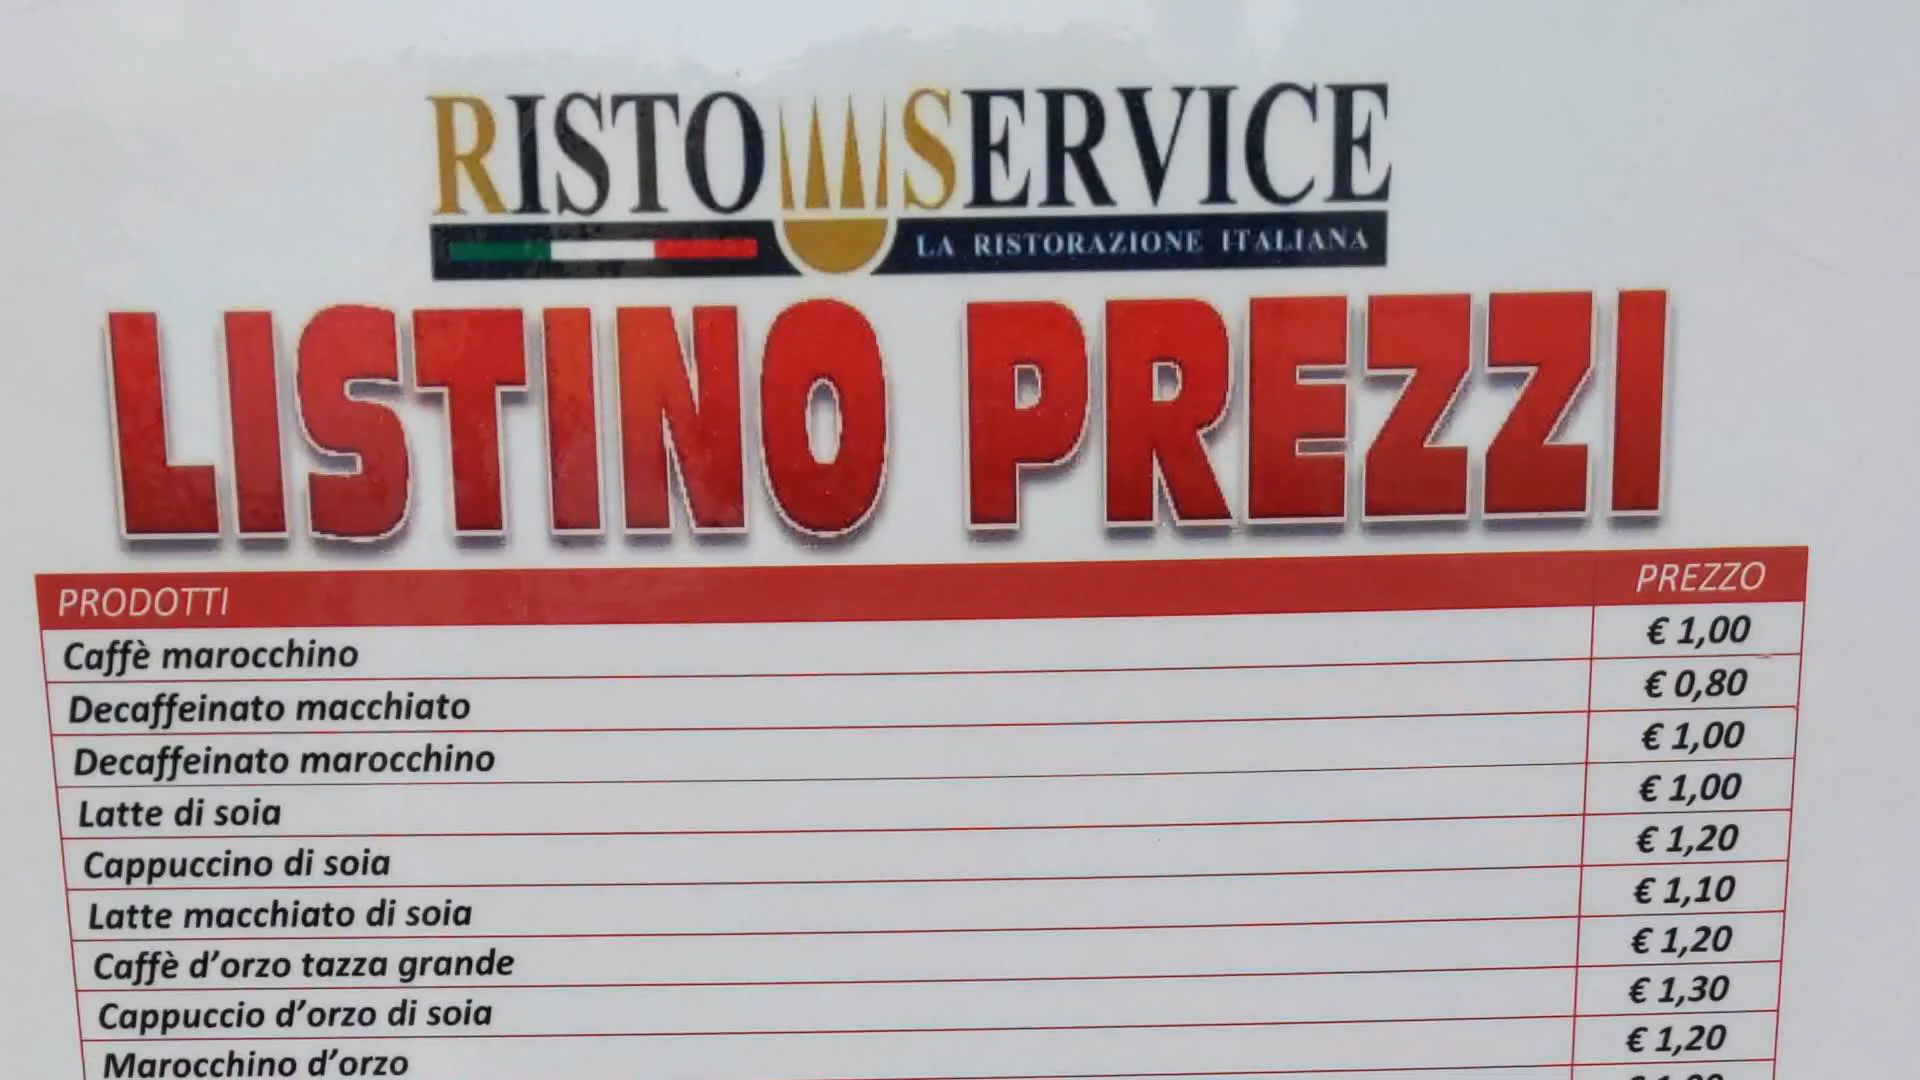 RISTO SERVICE
LA RISTORAZIONE ITALIANA
LISTINO PREZZI
PRODOTTI PREZZO
Caffè marocchino € 1,00
Decaffeinato macchiato € 0,80
Decaffeinato marocchino € 1,00
Latte di soia € 1,00
Cappuccino di soia € 1,20
Latte macchiato di soia € 1,10
Caffè d'orzo tazza grande € 1,20
Cappuccio d'orzo di soia € 1,30
Marocchino d'orzo € 1,20